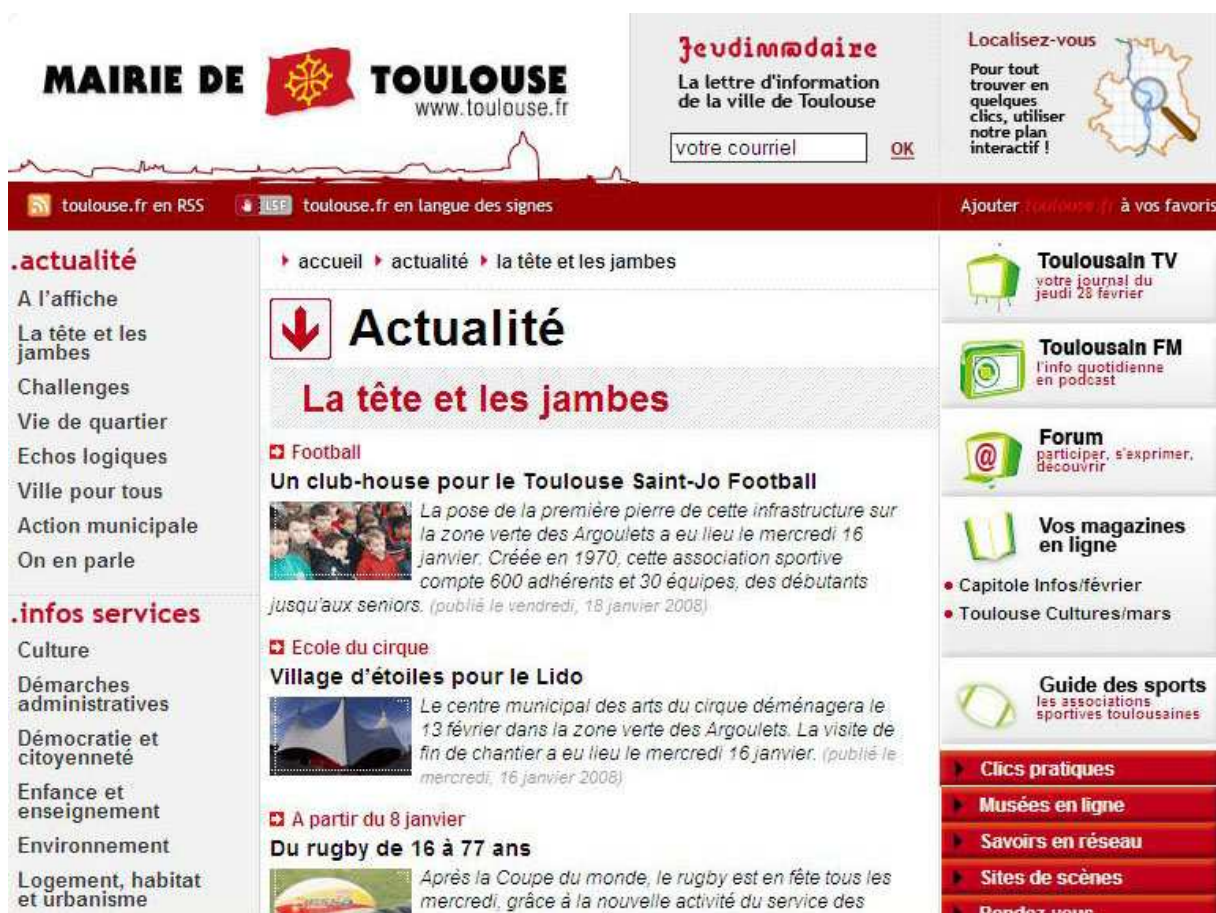 MAIRIE DE TOULOUSE
www.toulouse.fr
Jeudimadaire
La lettre d'information
de la ville de Toulouse
votre courriel
OK
Localisez-vous
Pour tout
trouver en
quelques
clics, utiliser
notre plan
interactif !
toulouse.fr en RSS
LSF toulouse.fr en langue des signes
Ajouter toulouse.fr à vos favoris
.actualité
A l'affiche
La tête et les
jambes
Challenges
Vie de quartier
Echos logiques
Ville pour tous
Action municipale
On en parle
.infos services
Culture
Démarches
administratives
Démocratie et
citoyenneté
Enfance et
enseignement
Environnement
Logement, habitat
et urbanisme
accueil actualité la tête et les jambes
Actualité
La tête et les jambes
Football
Un club-house pour le Toulouse Saint-Jo Football
La pose de la première pierre de cette infrastructure sur
la zone verte des Argoulets a eu lieu le mercredi 16
janvier. Créée en 1970, cette association sportive
compte 600 adhérents et 30 équipes, des débutants
jusqu'aux seniors. (publié le vendredi, 18 janvier 2008)
Ecole du cirque
Village d'étoiles pour le Lido
Le centre municipal des arts du cirque déménagera le
13 février dans la zone verte des Argoulets. La visite de
fin de chantier a eu lieu le mercredi 16 janvier. (publié le
mercredi, 16 janvier 2008)
A partir du 8 janvier
Du rugby de 16 à 77 ans
Après la Coupe du monde, le rugby est en fête tous les
mercredi, grâce à la nouvelle activité du service des
Toulousain TV
votre journal du
jeudi 28 février
Toulousain FM
l'info quotidienne
en podcast
@
Forum
participer, s'exprimer,
découvrir
Vos magazines
en ligne
Capitole Infos/février
Toulouse Cultures/mars
Guide des sports
les associations
sportives toulousaines
Clics pratiques
Musées en ligne
Savoirs en réseau
Sites de scènes
Rendez-vous